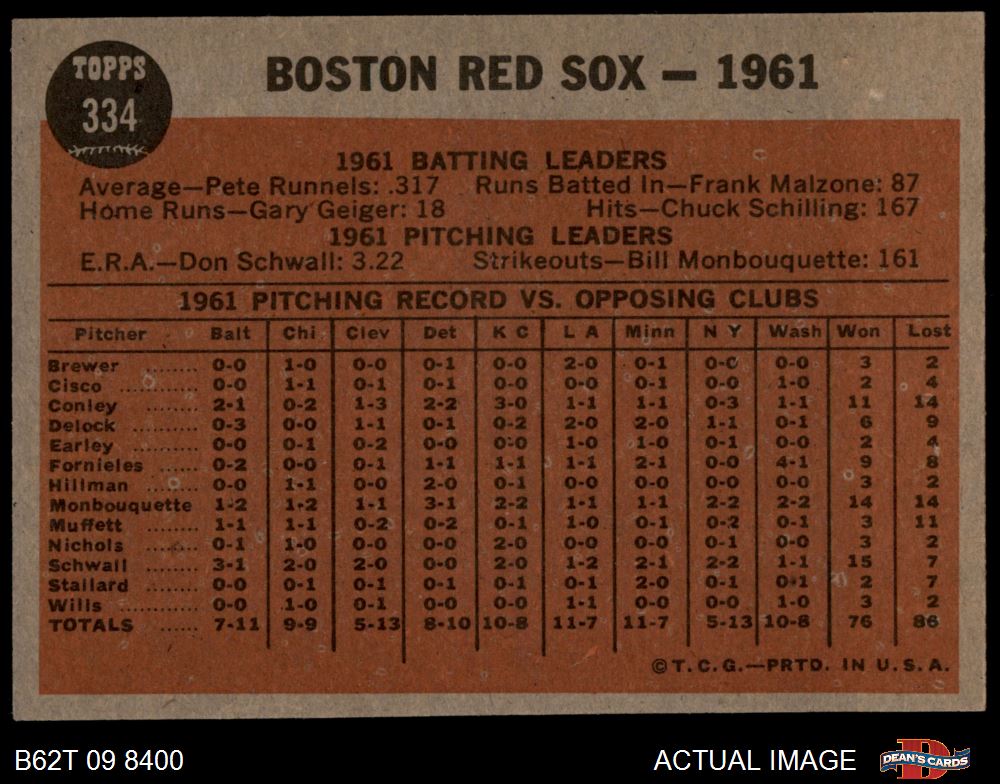 TOPPS
334
BOSTON RED SOX — 1961
1961 BATTING LEADERS
Average—Pete Runnels: .317 Runs Batted In—Frank Malzone: 87
Home Runs—Gary Geiger: 18 Hits—Chuck Schilling: 167
1961 PITCHING LEADERS
E.R.A.—Don Schwall: 3.22 Strikeouts—Bill Monbouquette: 161
1961 PITCHING RECORD VS. OPPOSING CLUBS
Pitcher Balt Chi Clev Det K C L A Minn N Y Wash Won Lost
Brewer ........ 0-0 1-0 0-0 0-1 0-0 2-0 0-1 0-0 0-0 3 2
Cisco ........... 0-0 1-1 0-1 0-1 0-0 0-0 0-1 0-0 1-0 2 4
Conley ........ 2-1 0-2 1-3 2-2 3-0 1-1 1-1 0-3 1-1 11 14
Delock ........ 0-3 0-0 1-1 0-1 0-2 2-0 2-0 1-1 0-1 6 9
Earley ......... 0-0 0-1 0-2 0-0 0-0 1-0 1-0 0-1 0-0 2 4
Fornieles ...... 0-2 0-0 0-1 1-1 1-1 1-1 2-1 0-0 4-1 9 8
Hillman ....... 0-0 1-1 0-0 2-0 0-1 0-0 0-0 0-0 0-0 3 2
Monbouquette 1-2 1-2 1-1 3-1 2-2 1-1 1-1 2-2 2-2 14 14
Muffett ........ 1-1 1-1 0-2 0-2 0-1 1-0 0-1 0-2 0-1 3 11
Nichols ........ 0-1 1-0 0-0 0-0 2-0 0-0 0-0 0-1 0-0 3 2
Schwall ....... 3-1 2-0 2-0 0-0 2-0 1-2 2-1 2-2 1-1 15 7
Stallard ....... 0-0 0-1 0-1 0-1 0-1 0-1 2-0 0-1 0-1 2 7
Wills ............ 0-0 1-0 0-1 0-0 0-0 1-1 0-0 0-0 1-0 3 2
TOTALS ...... 7-11 9-9 5-13 8-10 10-8 11-7 11-7 5-13 10-8 76 86
©T.C.G.—PRTD. IN U.S.A.
B62T 09 8400 ACTUAL IMAGE
D
DEAN'S CARDS